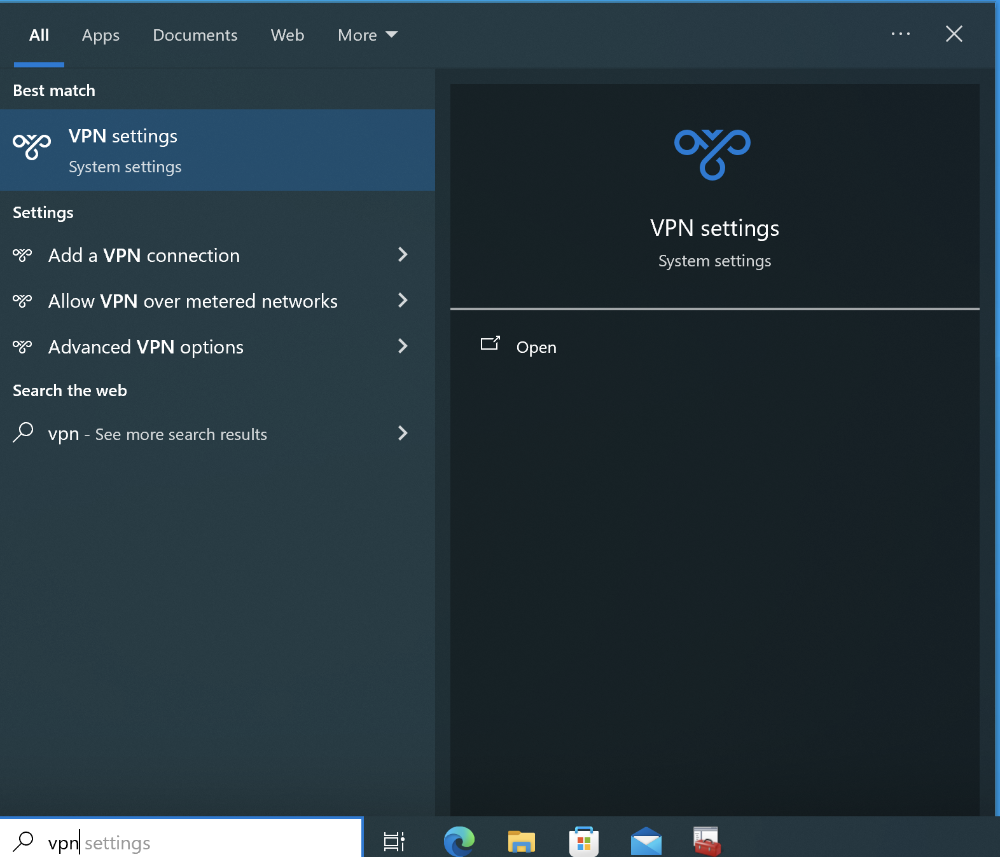 All Apps Documents Web More
Best match
VPN settings
System settings
Settings
Add a VPN connection
Allow VPN over metered networks
Advanced VPN options
Search the web
vpn - See more search results
VPN settings
System settings
Open
vpn settings